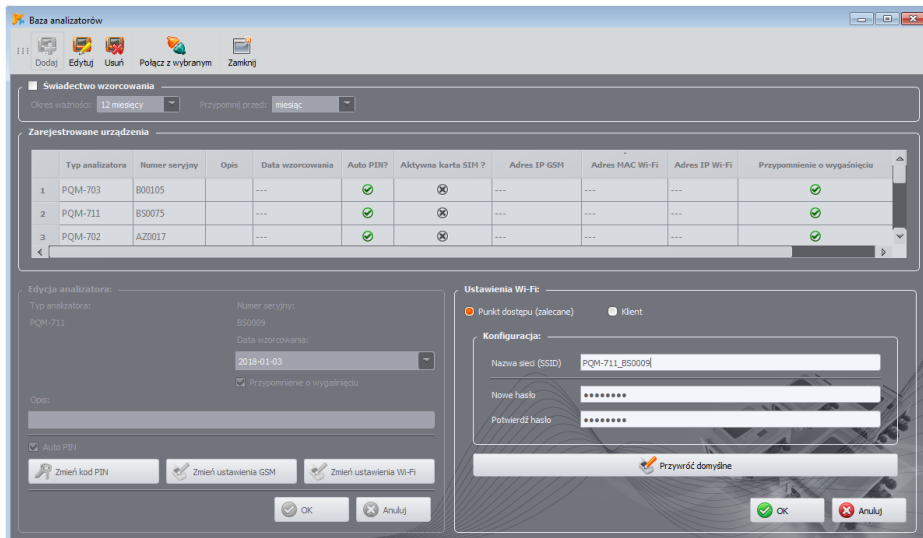 Baza analizatorów
Dodaj Edytuj Usuń Połącz z wybranym Zamknij
Świadectwo wzorcowania
Okres ważności: 12 miesięcy Przypomnij przed: miesiąc
Zarejestrowane urządzenia
Typ analizatora Numer seryjny Opis Data wzorcowania Auto PIN? Aktywna karta SIM ? Adres IP GSM Adres MAC Wi-Fi Adres IP Wi-Fi Przypomnienie o wygaśnięciu
1 PQM-703 B00105 --- --- --- ---
2 PQM-711 BS0075 --- --- --- ---
3 PQM-702 AZ0017 --- --- --- ---
Edycja analizatora:
Typ analizatora: Numer seryjny:
PQM-711 BS0009
Data wzorcowania:
2018-01-03
Przypomnienie o wygaśnięciu
Opis:
Auto PIN
Zmień kod PIN Zmień ustawienia GSM Zmień ustawienia Wi-Fi
OK Anuluj
Ustawienia Wi-Fi:
Punkt dostępu (zalecane) Klient
Konfiguracja:
Nazwa sieci (SSID) PQM-711_BS0009
Nowe hasło ••••••••
Potwierdź hasło ••••••••
Przywróć domyślne
OK Anuluj